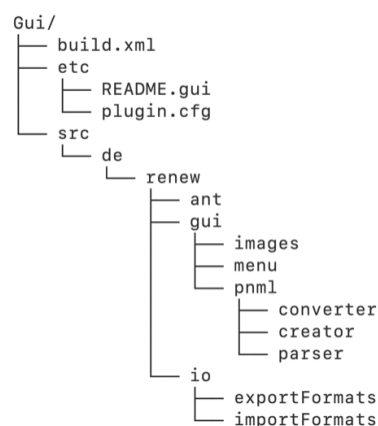 Gui/
build.xml
etc
README.gui
plugin.cfg
src
de
renew
ant
gui
images
menu
pnml
converter
creator
parser
io
exportFormats
importFormats